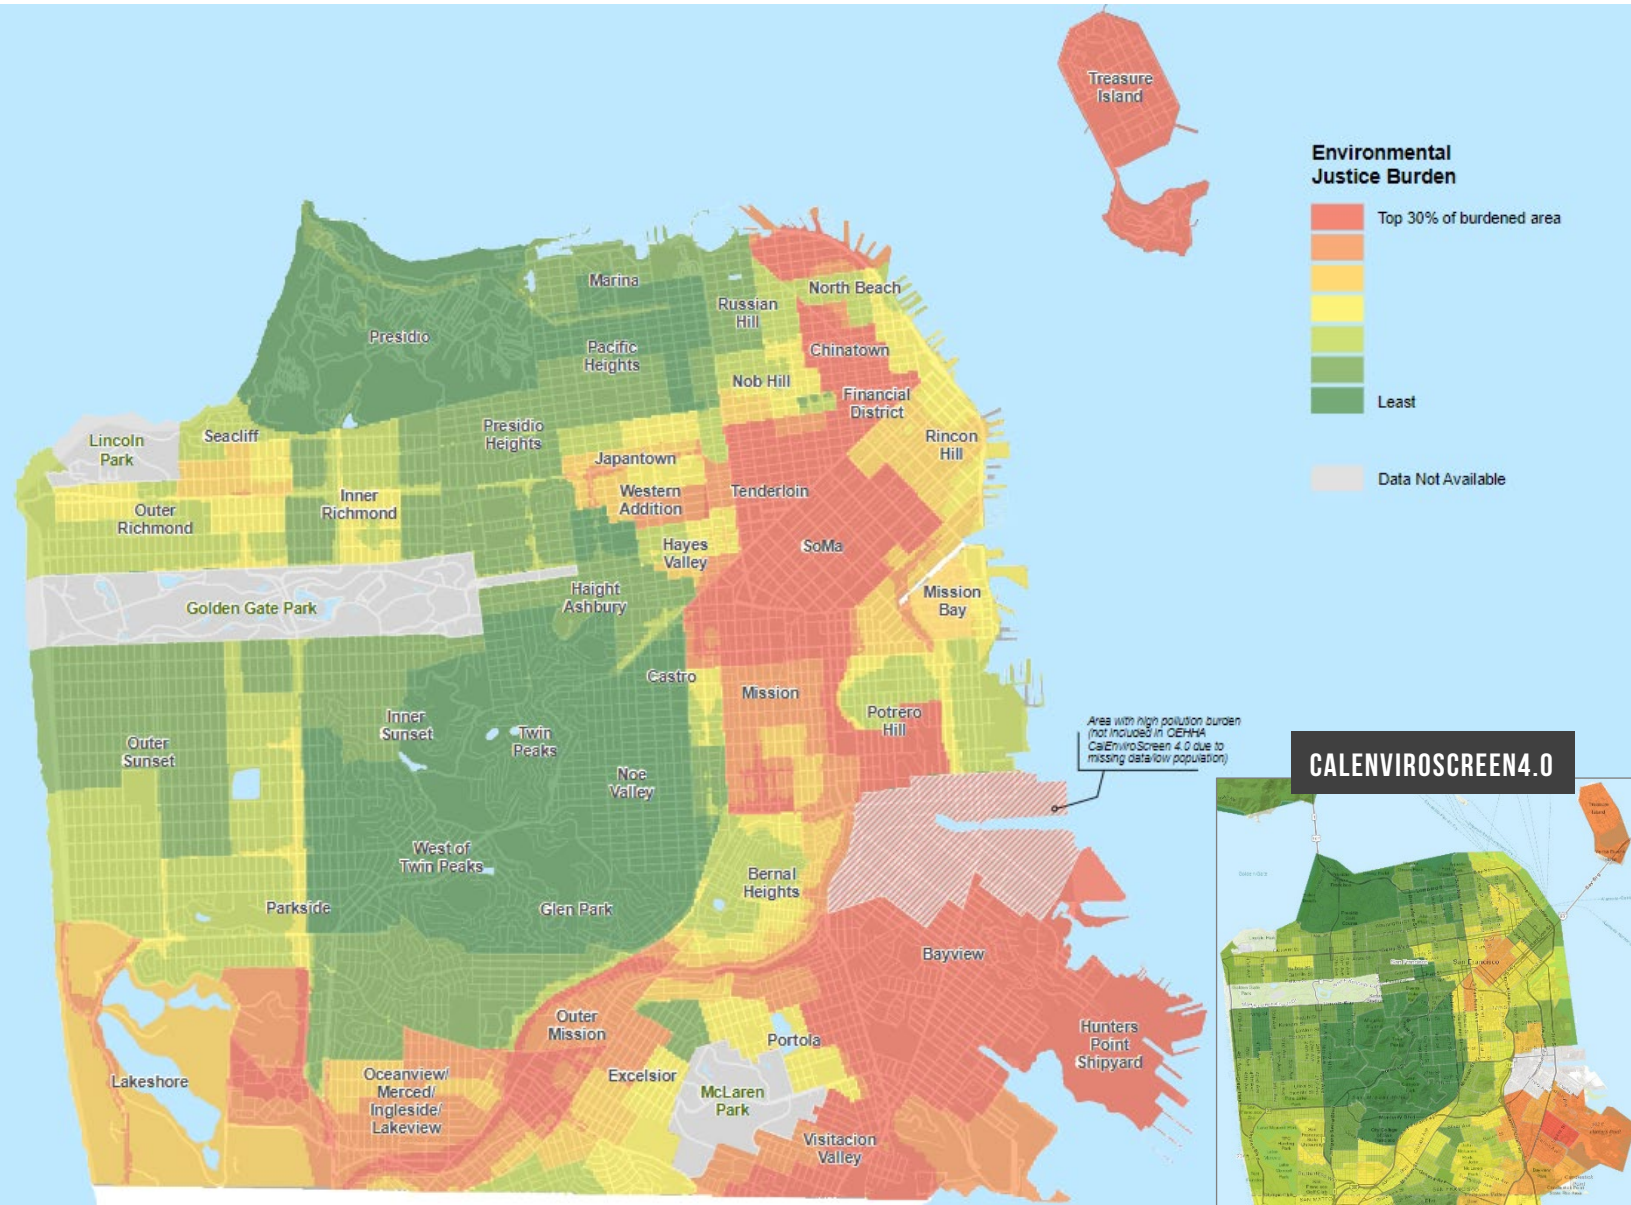 Treasure
Island
Environmental
Justice Burden
Top 30% of burdened area
Least
Data Not Available
Marina
North Beach
Russian
Hill
Presidio
Pacific
Heights
Chinatown
Nob Hill
Financial
District
Lincoln
Park
Seacliff
Presidio
Heights
Rincon
Hill
Japantown
Western
Addition
Tenderloin
Inner
Richmond
Outer
Richmond
Hayes
Valley
SoMa
Golden Gate Park
Haight
Ashbury
Mission
Bay
Castro
Mission
Inner
Sunset
Twin
Peaks
Potrero
Hill
Outer
Sunset
Noe
Valley
Area with high pollution burden
(not included in OEHHA
CalEnviroScreen 4.0 due to
missing data/low population)
CALENVIROSCREEN4.0
West of
Twin Peaks
Bernal
Heights
Parkside
Glen Park
Bayview
Outer
Mission
Portola
Hunters
Point
Shipyard
Lakeshore
Oceanview/
Merced/
Ingleside/
Lakeview
Excelsior
McLaren
Park
Visitacion
Valley
San Francisco